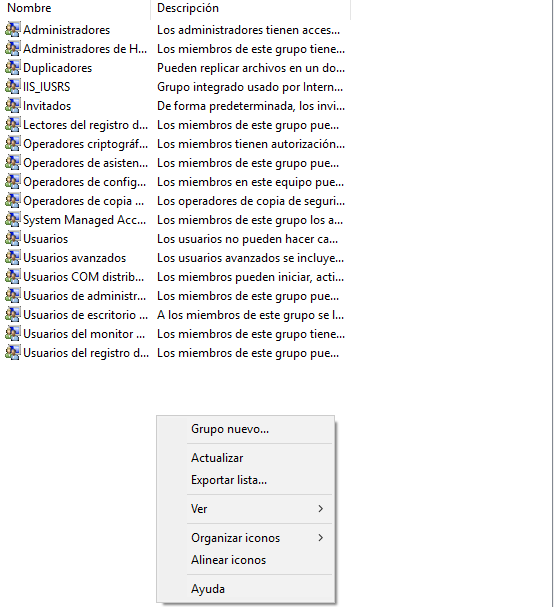 Nombre Descripción
Administradores Los administradores tienen acces...
Administradores de H... Los miembros de este grupo tiene...
Duplicadores Pueden replicar archivos en un do...
IIS_IUSRS Grupo integrado usado por Intern...
Invitados De forma predeterminada, los invi...
Lectores del registro d... Los miembros de este grupo pue...
Operadores criptográf... Los miembros tienen autorización...
Operadores de asisten... Los miembros de este grupo pue...
Operadores de config... Los miembros en este equipo pue...
Operadores de copia ... Los operadores de copia de seguri...
System Managed Acc... Los miembros de este grupo los a...
Usuarios Los usuarios no pueden hacer ca...
Usuarios avanzados Los usuarios avanzados se incluye...
Usuarios COM distrib... Los miembros pueden iniciar, acti...
Usuarios de administr... Los miembros de este grupo pue...
Usuarios de escritorio ... A los miembros de este grupo se l...
Usuarios del monitor ... Los miembros de este grupo tiene...
Usuarios del registro d... Los miembros de este grupo pue...
Grupo nuevo...
Actualizar
Exportar lista...
Ver
Organizar iconos
Alinear iconos
Ayuda